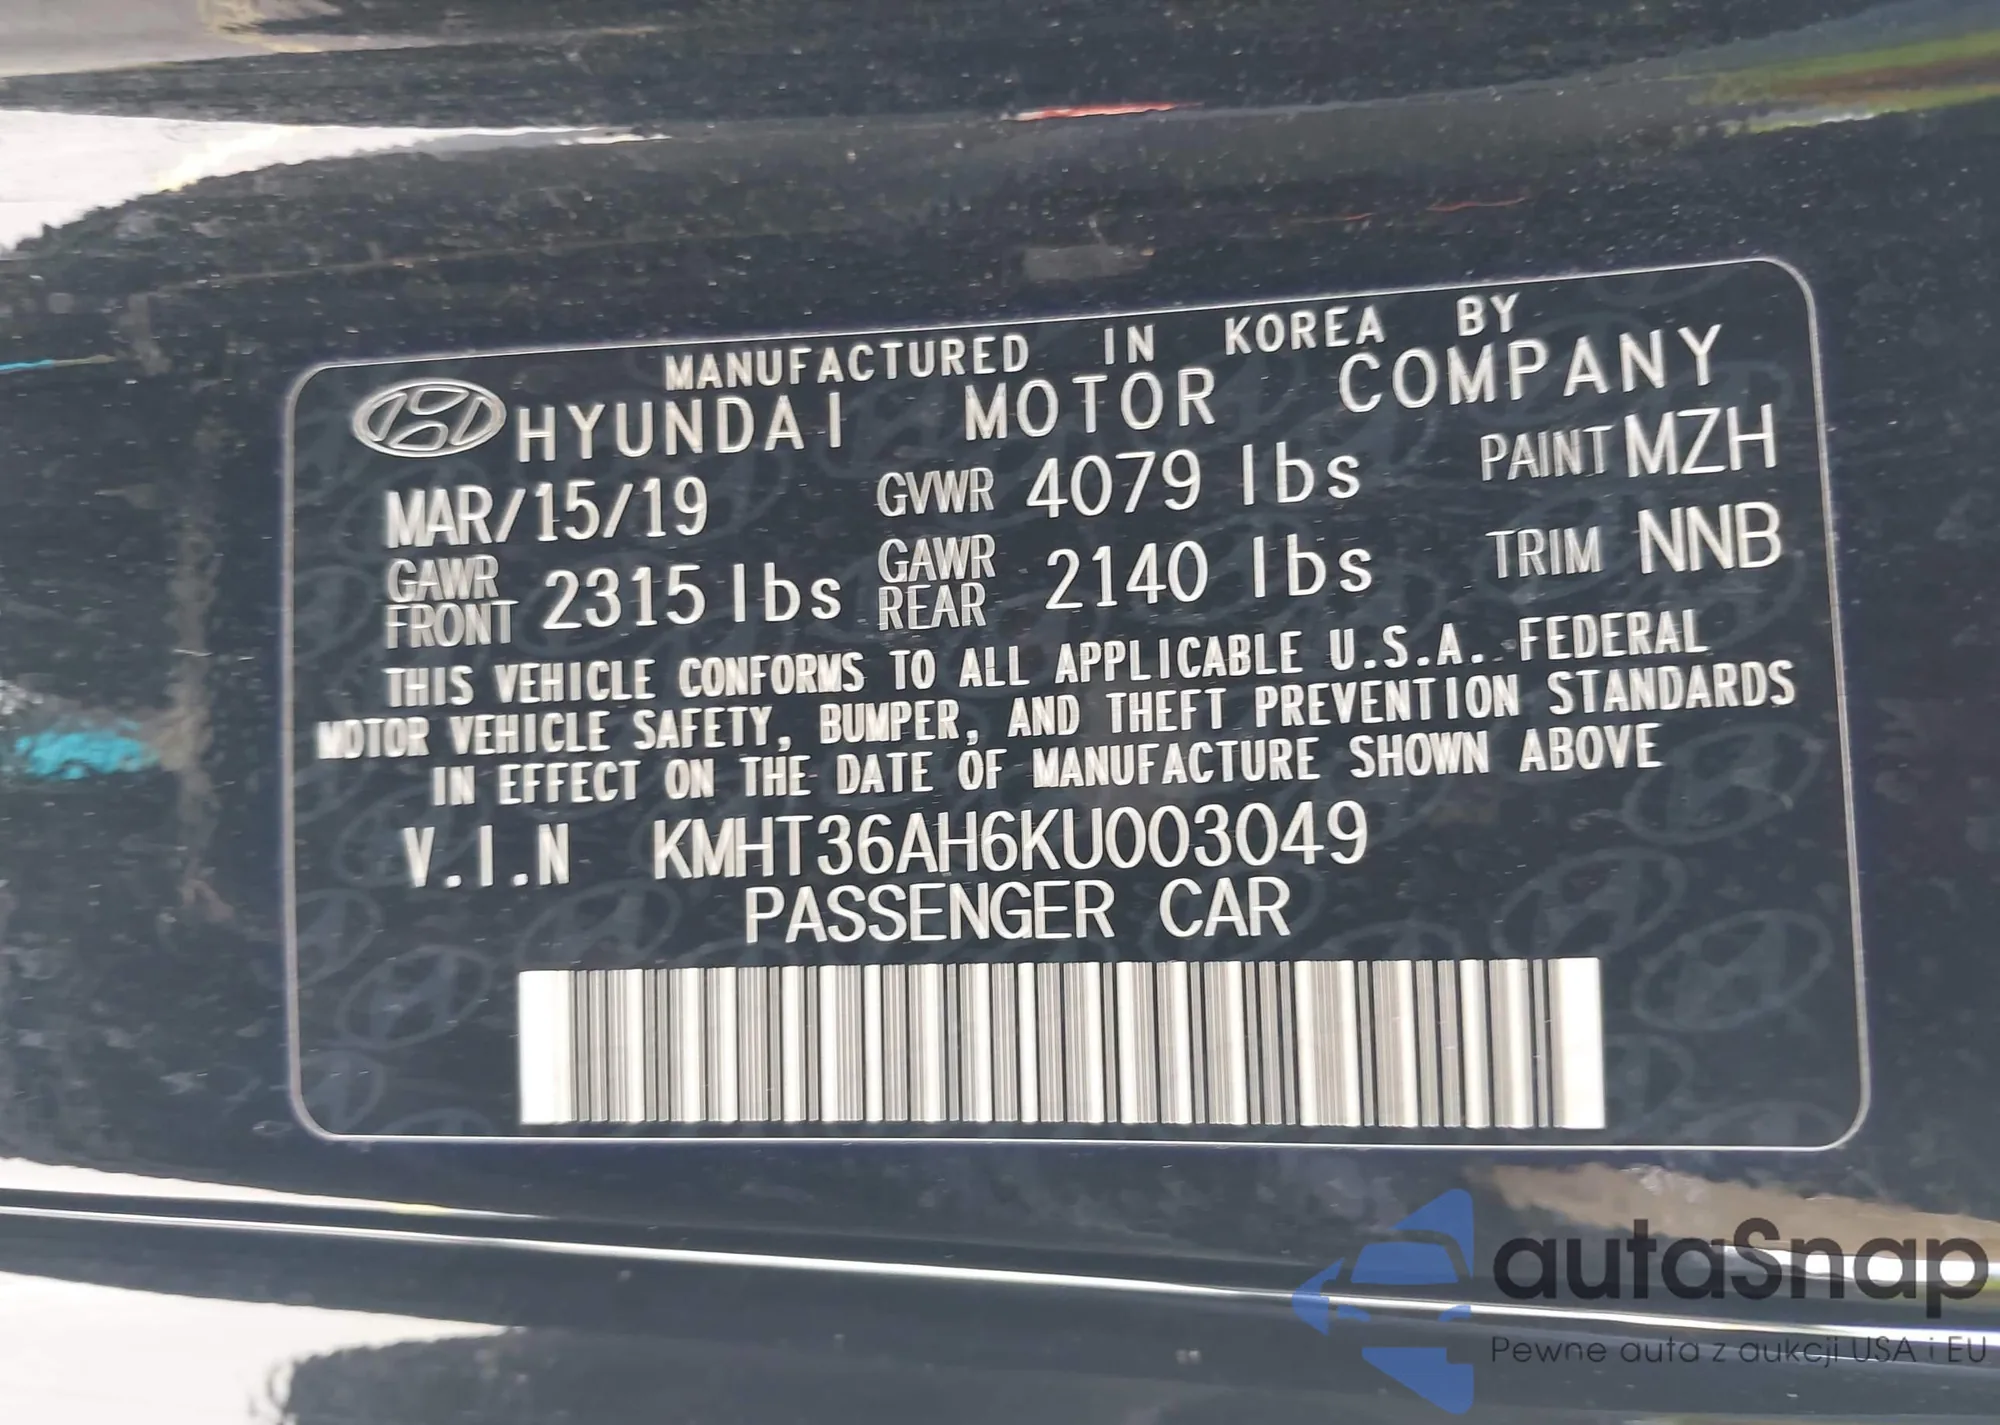 MANUFACTURED IN KOREA BY
HYUNDAI MOTOR COMPANY
MAR/15/19 GVWR 4079 lbs PAINT MZH
GAWR FRONT 2315 lbs GAWR REAR 2140 lbs TRIM NNB
THIS VEHICLE CONFORMS TO ALL APPLICABLE U.S.A. FEDERAL
MOTOR VEHICLE SAFETY, BUMPER, AND THEFT PREVENTION STANDARDS
IN EFFECT ON THE DATE OF MANUFACTURE SHOWN ABOVE
V.I.N KMHT36AH6KU003049
PASSENGER CAR
autaSnap
Pewne auta z aukcji USA i EU